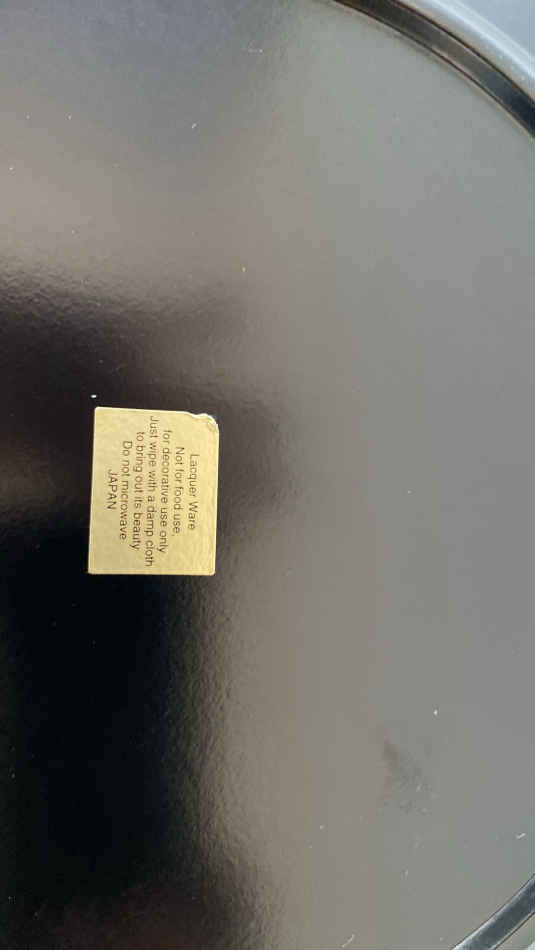 Lacquer Ware
Not for food use,
for decorative use only
Just wipe with a damp cloth
to bring out its beauty
Do not microwave
JAPAN